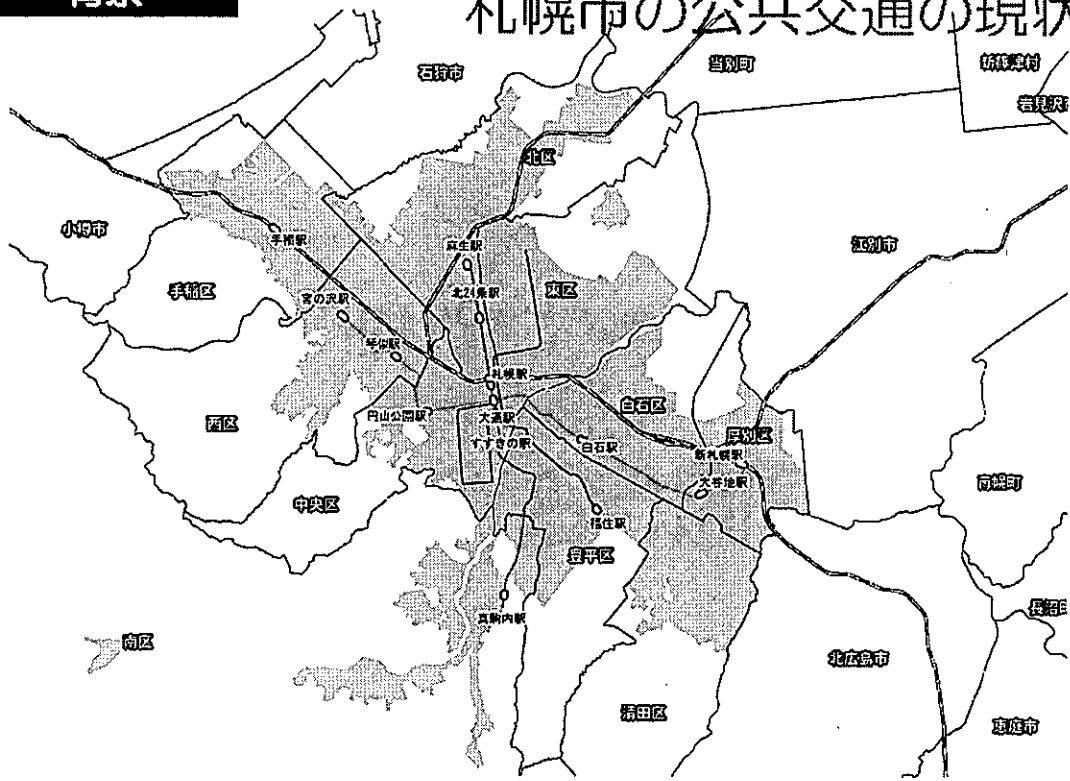 背景
札幌市の公共交通の現状
石狩市
当別町
新篠津村
岩見沢
北区
小樽市
手稲駅
麻生駅
江別市
手稲区
宮の沢駅
北24条駅
東区
琴似駅
札幌駅
西区
円山公園駅
大通駅
白石区
すすきの駅
白石駅
厚別区
新札幌駅
大谷地駅
南幌町
中央区
福住駅
豊平区
真駒内駅
長沼町
南区
北広島市
清田区
恵庭市